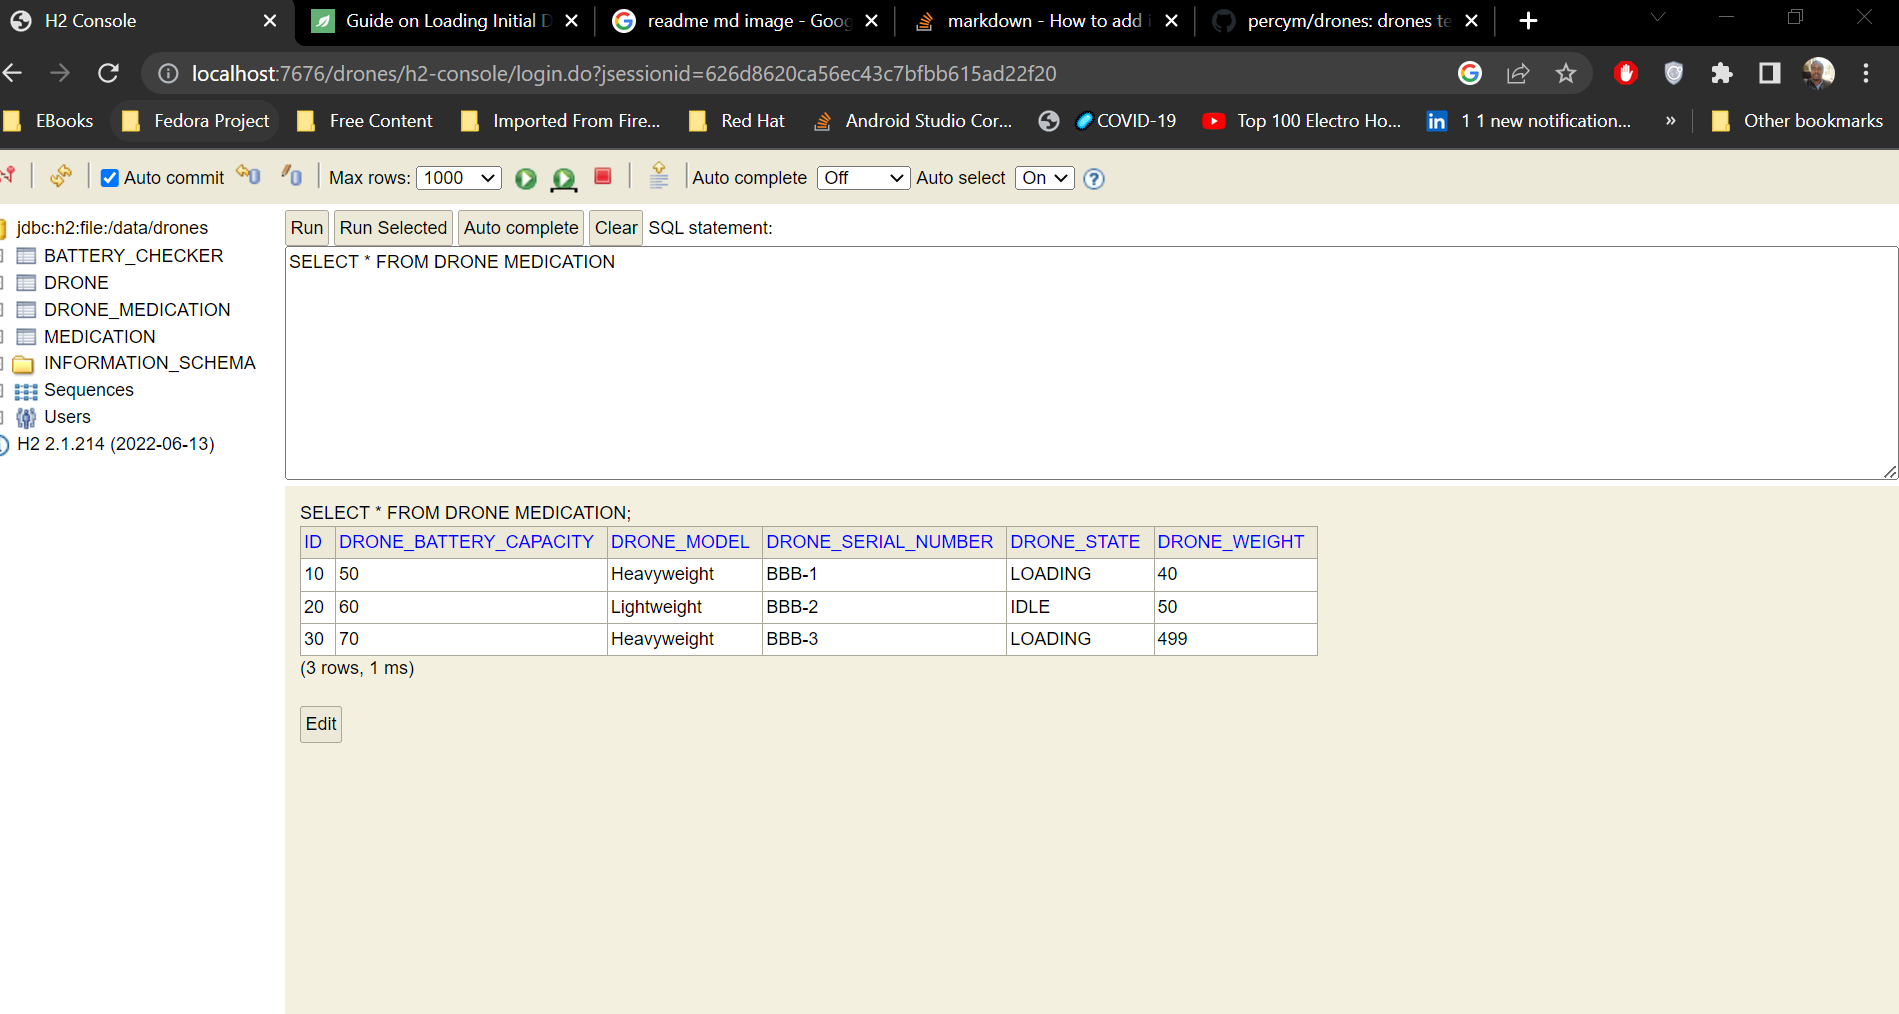 H2 Console
Guide on Loading Initial D
readme md image - Goog
markdown - How to add i
percym/drones: drones te
localhost:7676/drones/h2-console/login.do?jsessionid=626d8620ca56ec43c7bfbb615ad22f20
EBooks
Fedora Project
Free Content
Imported From Fire...
Red Hat
Android Studio Cor...
COVID-19
Top 100 Electro Ho...
in
1 1 new notification...
»
Other bookmarks
Auto commit
Max rows: 1000
Auto complete Off
Auto select On
?
jdbc:h2:file:/data/drones
BATTERY_CHECKER
DRONE
DRONE_MEDICATION
MEDICATION
INFORMATION_SCHEMA
Sequences
Users
H2 2.1.214 (2022-06-13)
Run Run Selected Auto complete Clear SQL statement:
SELECT * FROM DRONE MEDICATION
SELECT * FROM DRONE MEDICATION;
ID DRONE_BATTERY_CAPACITY DRONE_MODEL DRONE_SERIAL_NUMBER DRONE_STATE DRONE_WEIGHT
10 50 Heavyweight BBB-1 LOADING 40
20 60 Lightweight BBB-2 IDLE 50
30 70 Heavyweight BBB-3 LOADING 499
(3 rows, 1 ms)
Edit